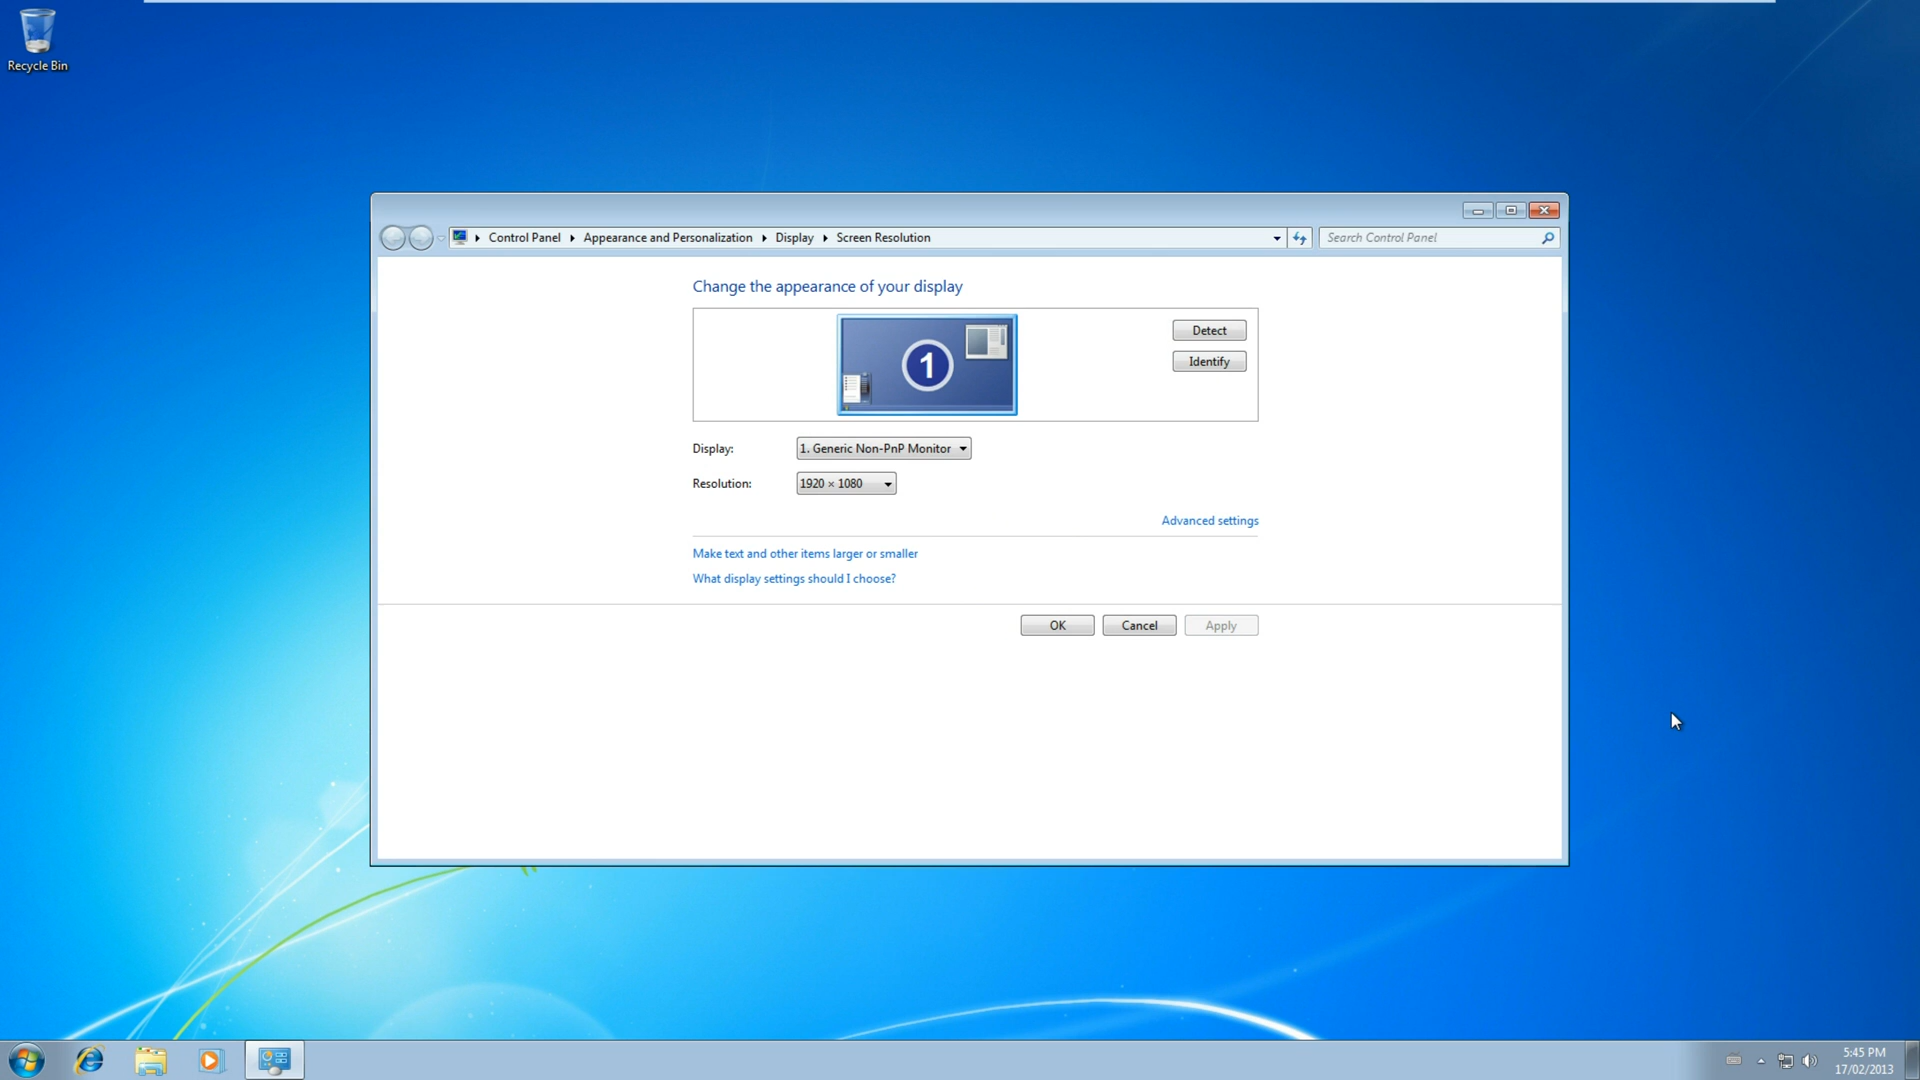 Recycle Bin
Control Panel Appearance and Personalization Display Screen Resolution
Search Control Panel
Change the appearance of your display
1
Detect
Identify
Display:
1. Generic Non-PnP Monitor
Resolution:
1920 × 1080
Advanced settings
Make text and other items larger or smaller
What display settings should I choose?
OK
Cancel
Apply
5:45 PM
17/02/2013